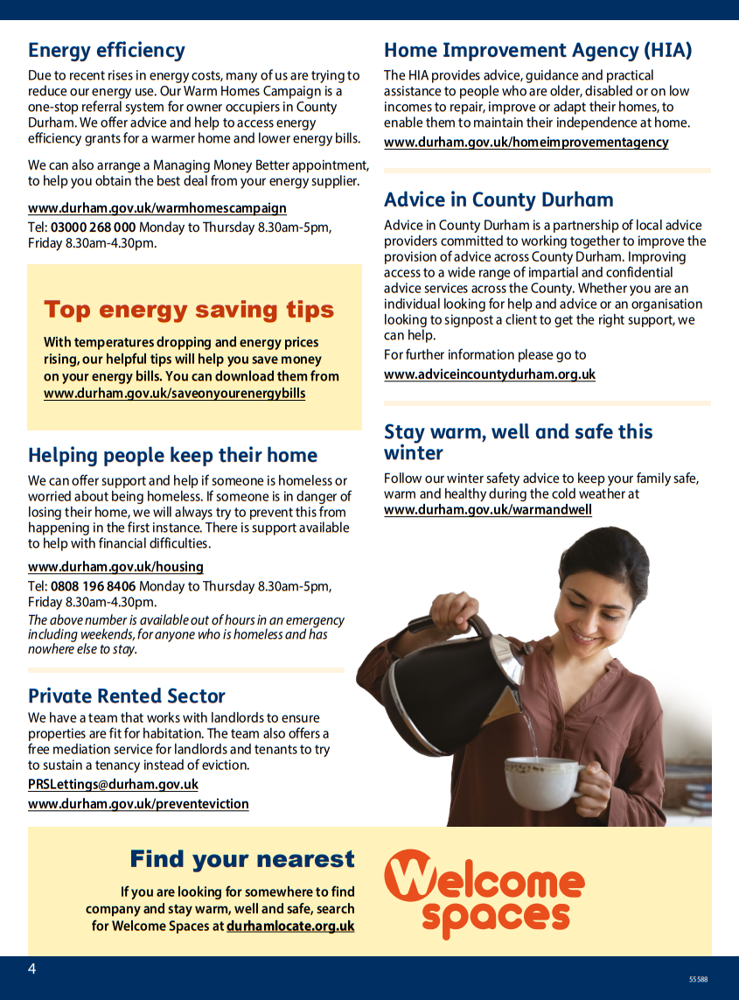 Energy efficiency
Due to recent rises in energy costs, many of us are trying to
reduce our energy use. Our Warm Homes Campaign is a
one-stop referral system for owner occupiers in County
Durham. We offer advice and help to access energy
efficiency grants for a warmer home and lower energy bills.
We can also arrange a Managing Money Better appointment,
to help you obtain the best deal from your energy supplier.
www.durham.gov.uk/warmhomescampaign
Tel: 03000 268 000 Monday to Thursday 8.30am-5pm,
Friday 8.30am-4.30pm.
Top energy saving tips
With temperatures dropping and energy prices
rising, our helpful tips will help you save money
on your energy bills. You can download them from
www.durham.gov.uk/saveonyourenergybills
Helping people keep their home
We can offer support and help if someone is homeless or
worried about being homeless. If someone is in danger of
losing their home, we will always try to prevent this from
happening in the first instance. There is support available
to help with financial difficulties.
www.durham.gov.uk/housing
Tel: 0808 196 8406 Monday to Thursday 8.30am-5pm,
Friday 8.30am-4.30pm.
The above number is available out of hours in an emergency
including weekends, for anyone who is homeless and has
nowhere else to stay.
Private Rented Sector
We have a team that works with landlords to ensure
properties are fit for habitation. The team also offers a
free mediation service for landlords and tenants to try
to sustain a tenancy instead of eviction.
PRSLettings@durham.gov.uk
www.durham.gov.uk/preventeviction
Home Improvement Agency (HIA)
The HIA provides advice, guidance and practical
assistance to people who are older, disabled or on low
incomes to repair, improve or adapt their homes, to
enable them to maintain their independence at home.
www.durham.gov.uk/homeimprovementagency
Advice in County Durham
Advice in County Durham is a partnership of local advice
providers committed to working together to improve the
provision of advice across County Durham. Improving
access to a wide range of impartial and confidential
advice services across the County. Whether you are an
individual looking for help and advice or an organisation
looking to signpost a client to get the right support, we
can help.
For further information please go to
www.adviceincountydurham.org.uk
Stay warm, well and safe this
winter
Follow our winter safety advice to keep your family safe,
warm and healthy during the cold weather at
www.durham.gov.uk/warmandwell
Find your nearest
If you are looking for somewhere to find
company and stay warm, well and safe, search
for Welcome Spaces at durhamlocate.org.uk
Welcome
spaces
4
55588